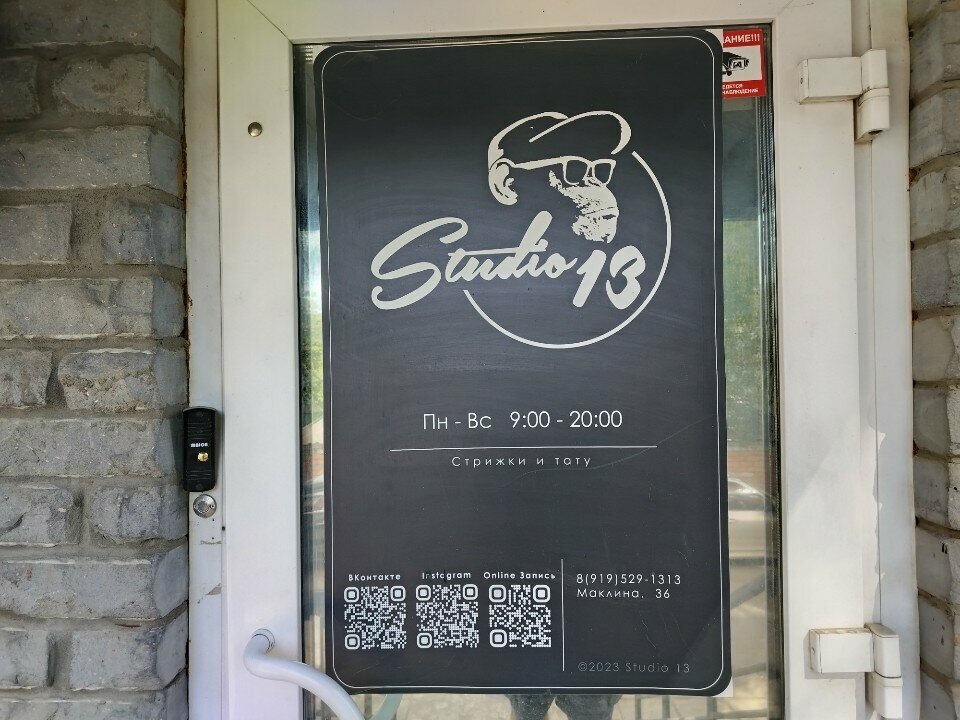 Studio 13
Пн - Вс 9:00 - 20:00
Стрижки и тату
ВКонтакте Instagram Online Запись
8(919)529-1313
Маклина, 36
©2023 Studio 13